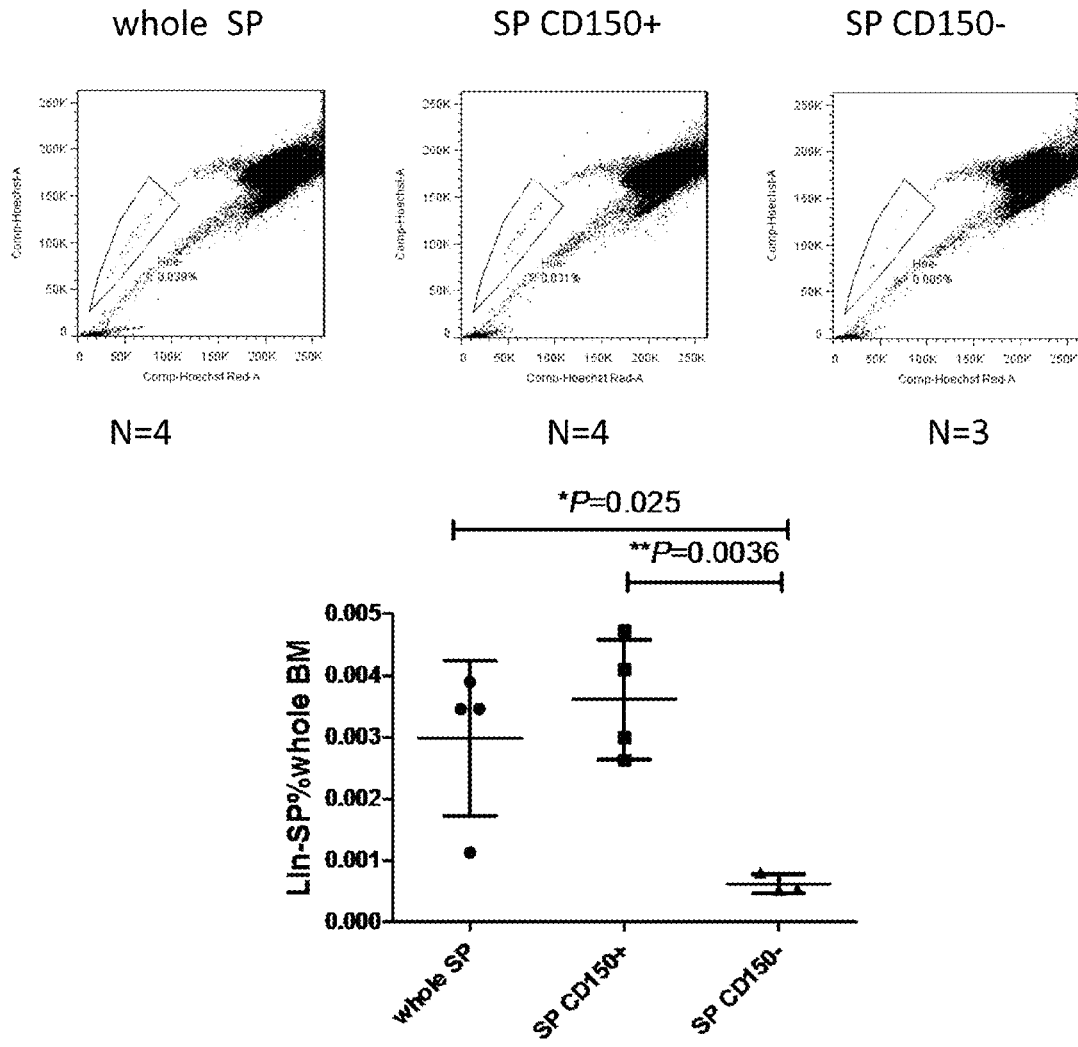 whole SP
SP CD150+
SP CD150-
250K
200K
150K
100K
50K
0
Comp-Hoechst-A
Hoe-
0.039%
0 50K 100K 150K 200K 250K
Comp-Hoechst Red-A
250K
200K
150K
100K
50K
0
Comp-Hoechst-A
Hoe-
0.031%
0 50K 100K 150K 200K 250K
Comp-Hoechst Red-A
250K
200K
150K
100K
50K
0
Comp-Hoechst-A
Hoe-
0 50K 100K 150K 200K 250K
Comp-Hoechst Red-A
N=4
N=4
N=3
*P=0.025
**P=0.0036
Lin-SP%whole BM
0.005
0.004
0.003
0.002
0.001
0.000
whole SP
SP CD150+
SP CD150-